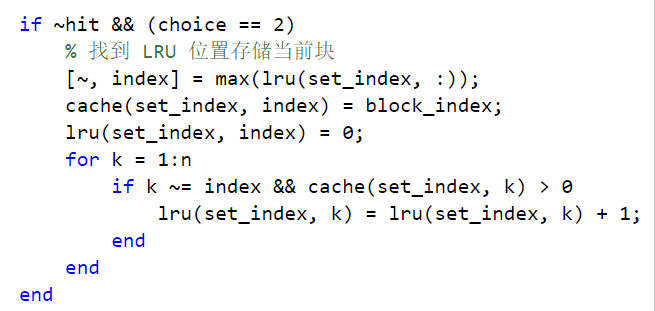 if ~hit && (choice == 2)
    % 找到 LRU 位置存储当前块
    [~, index] = max(lru(set_index, :));
    cache(set_index, index) = block_index;
    lru(set_index, index) = 0;
    for k = 1:n
        if k ~= index && cache(set_index, k) > 0
            lru(set_index, k) = lru(set_index, k) + 1;
        end
    end
end